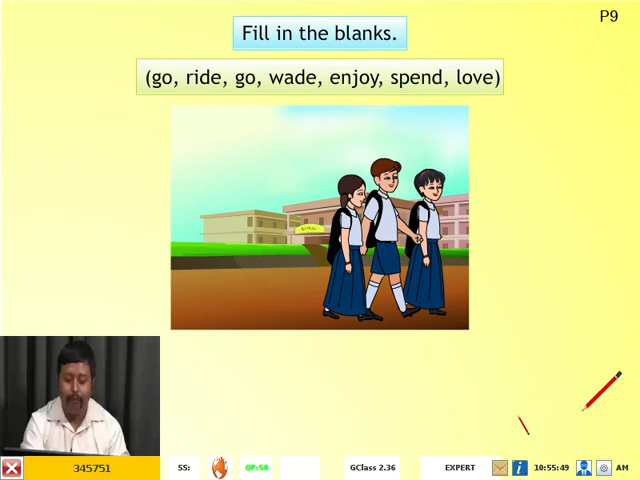 P9
Fill in the blanks.
(go, ride, go, wade, enjoy, spend, love)
345751
SS:
QP:50
GClass 2.36
EXPERT
10:55:49
AM